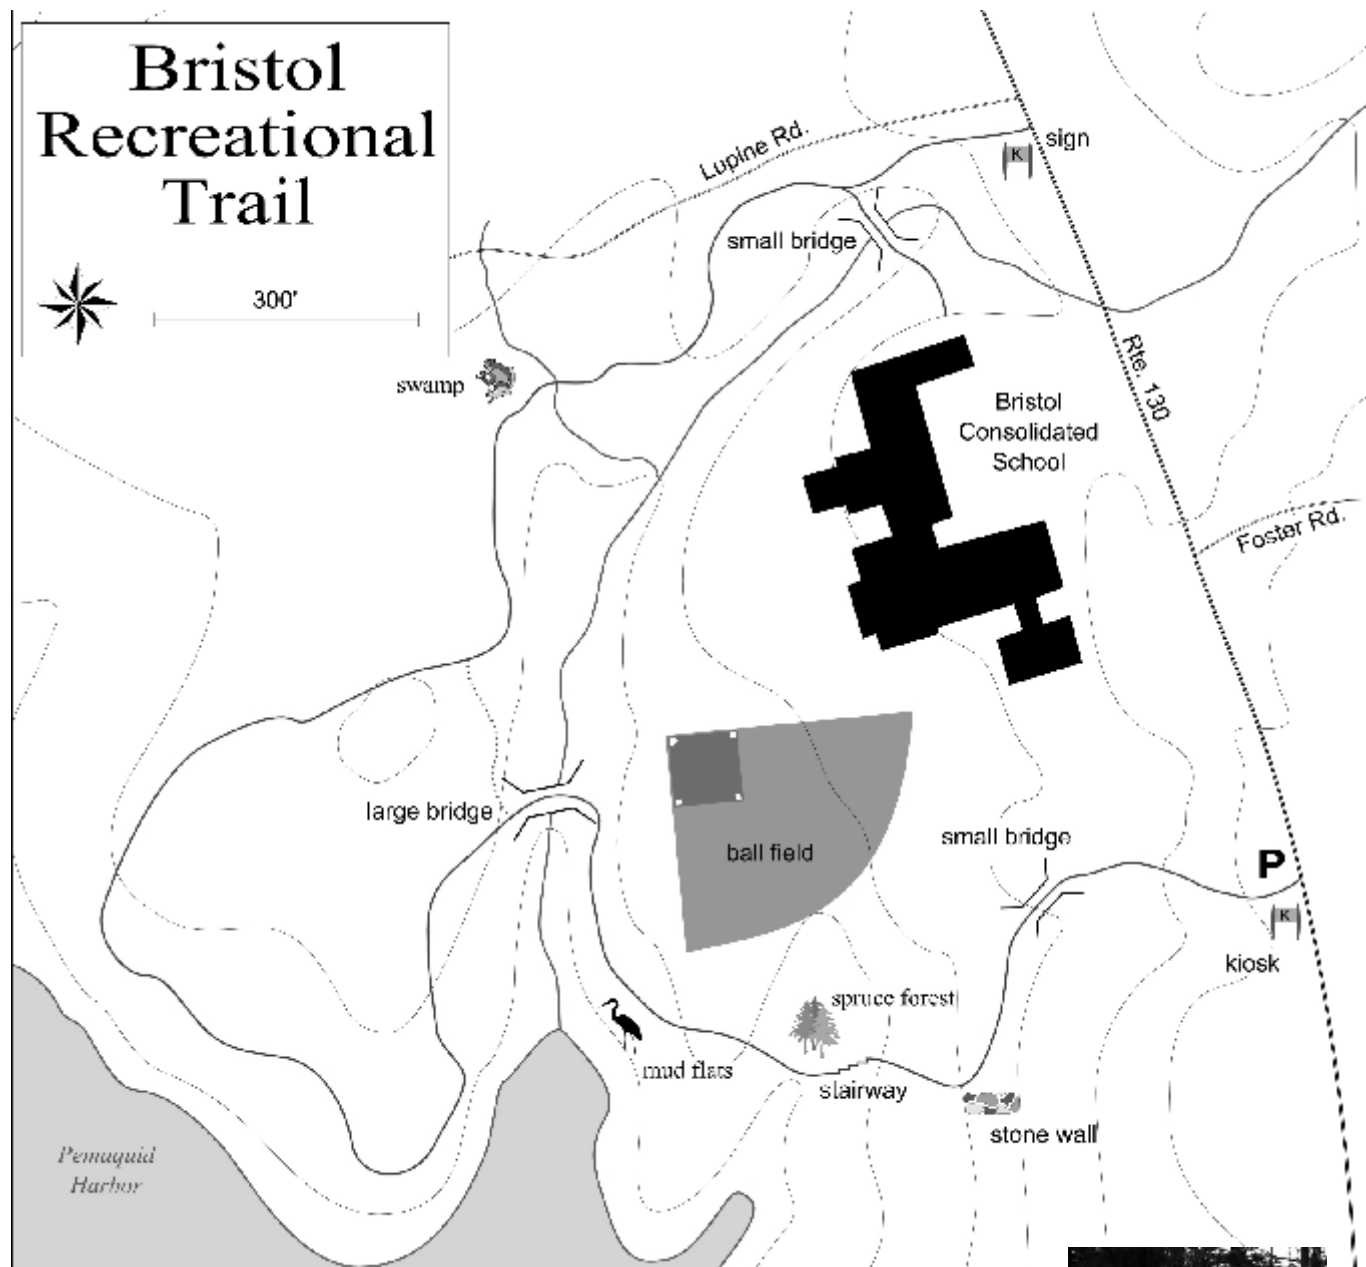 Bristol
Recreational
Trail
300'
Lupine Rd.
sign
K
small bridge
swamp
Rte. 130
Bristol
Consolidated
School
Foster Rd.
large bridge
ball field
small bridge
P
K
kiosk
spruce forest
mud flats
stairway
stone wall
Pemaquid
Harbor